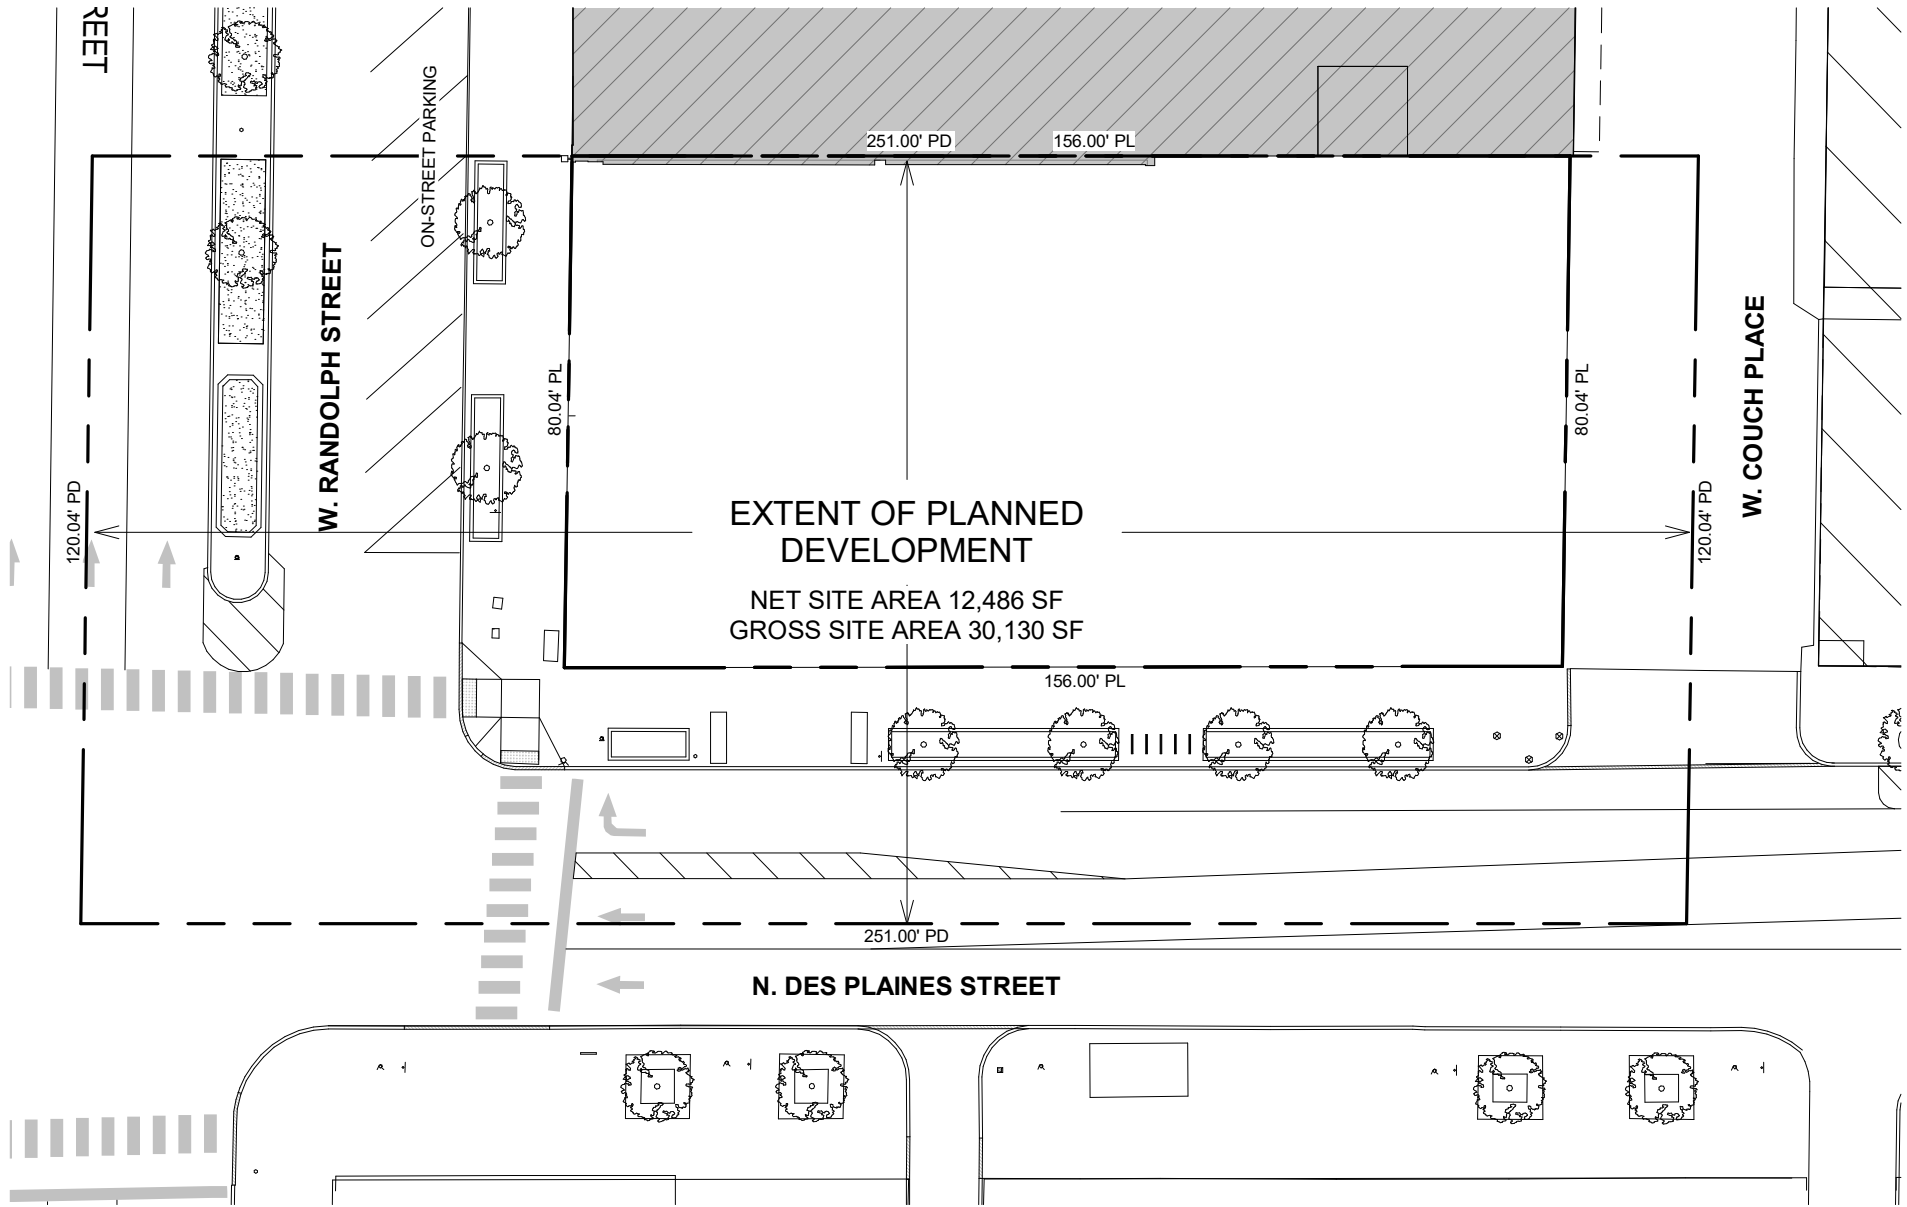 REET
ON-STREET PARKING
251.00' PD
156.00' PL
W. RANDOLPH STREET
80.04' PL
80.04' PL
W. COUCH PLACE
120.04' PD
EXTENT OF PLANNED
DEVELOPMENT
120.04' PD
NET SITE AREA 12,486 SF
GROSS SITE AREA 30,130 SF
156.00' PL
251.00' PD
N. DES PLAINES STREET